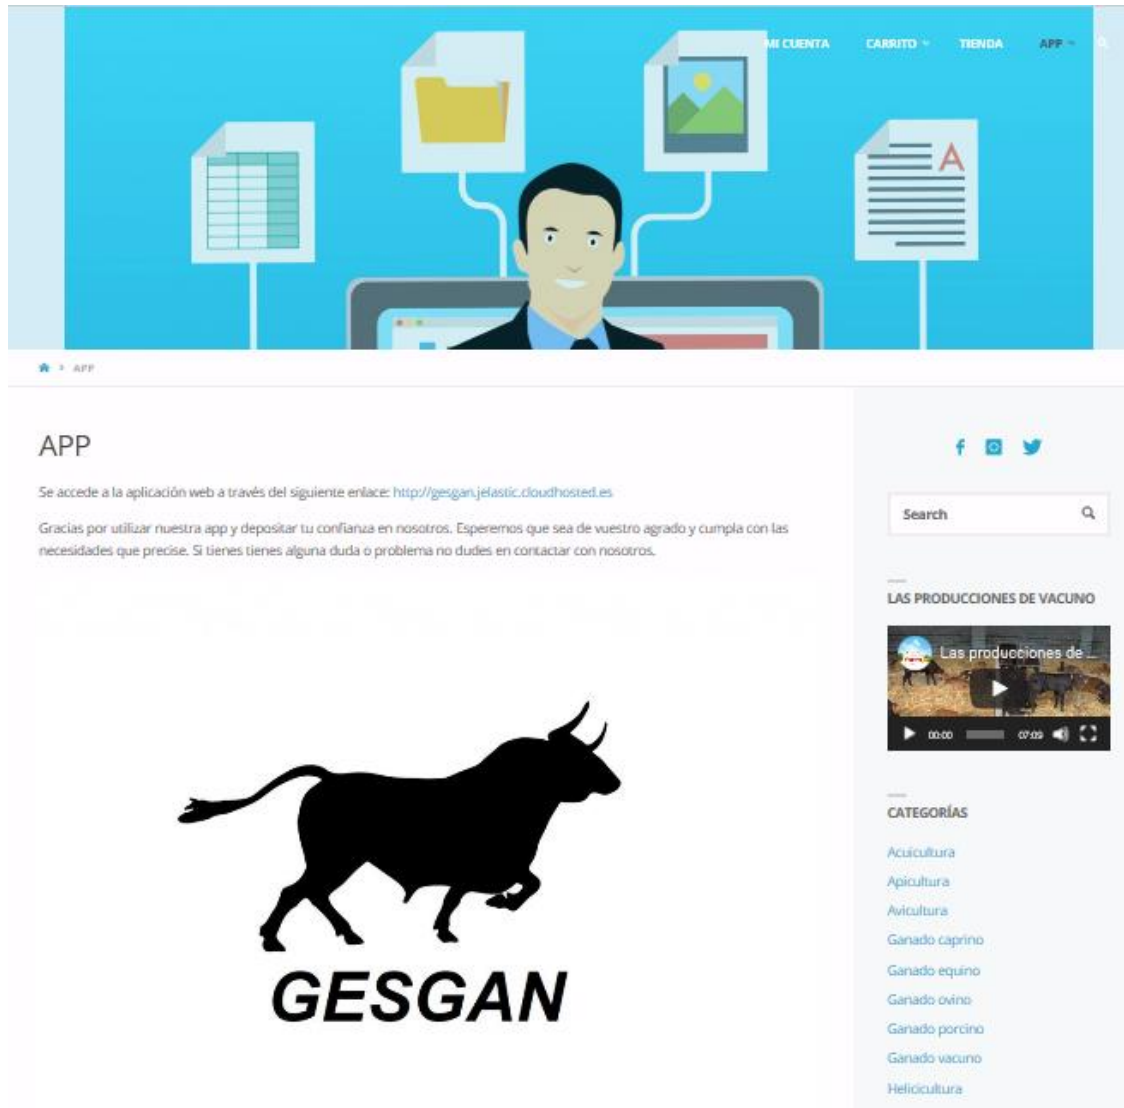 MI CUENTA CARRITO TIENDA APP
A
APP
APP
Se accede a la aplicación web a través del siguiente enlace: http://gesgan.jelastic.cloudhosted.es
Gracias por utilizar nuestra app y depositar tu confianza en nosotros. Esperemos que sea de vuestro agrado y cumpla con las
necesidades que precise. Si tienes tienes alguna duda o problema no dudes en contactar con nosotros.
GESGAN
Search
LAS PRODUCCIONES DE VACUNO
Las producciones de ...
00:00 07:09
CATEGORÍAS
Acuicultura
Apicultura
Avicultura
Ganado caprino
Ganado equino
Ganado ovino
Ganado porcino
Ganado vacuno
Helicicultura